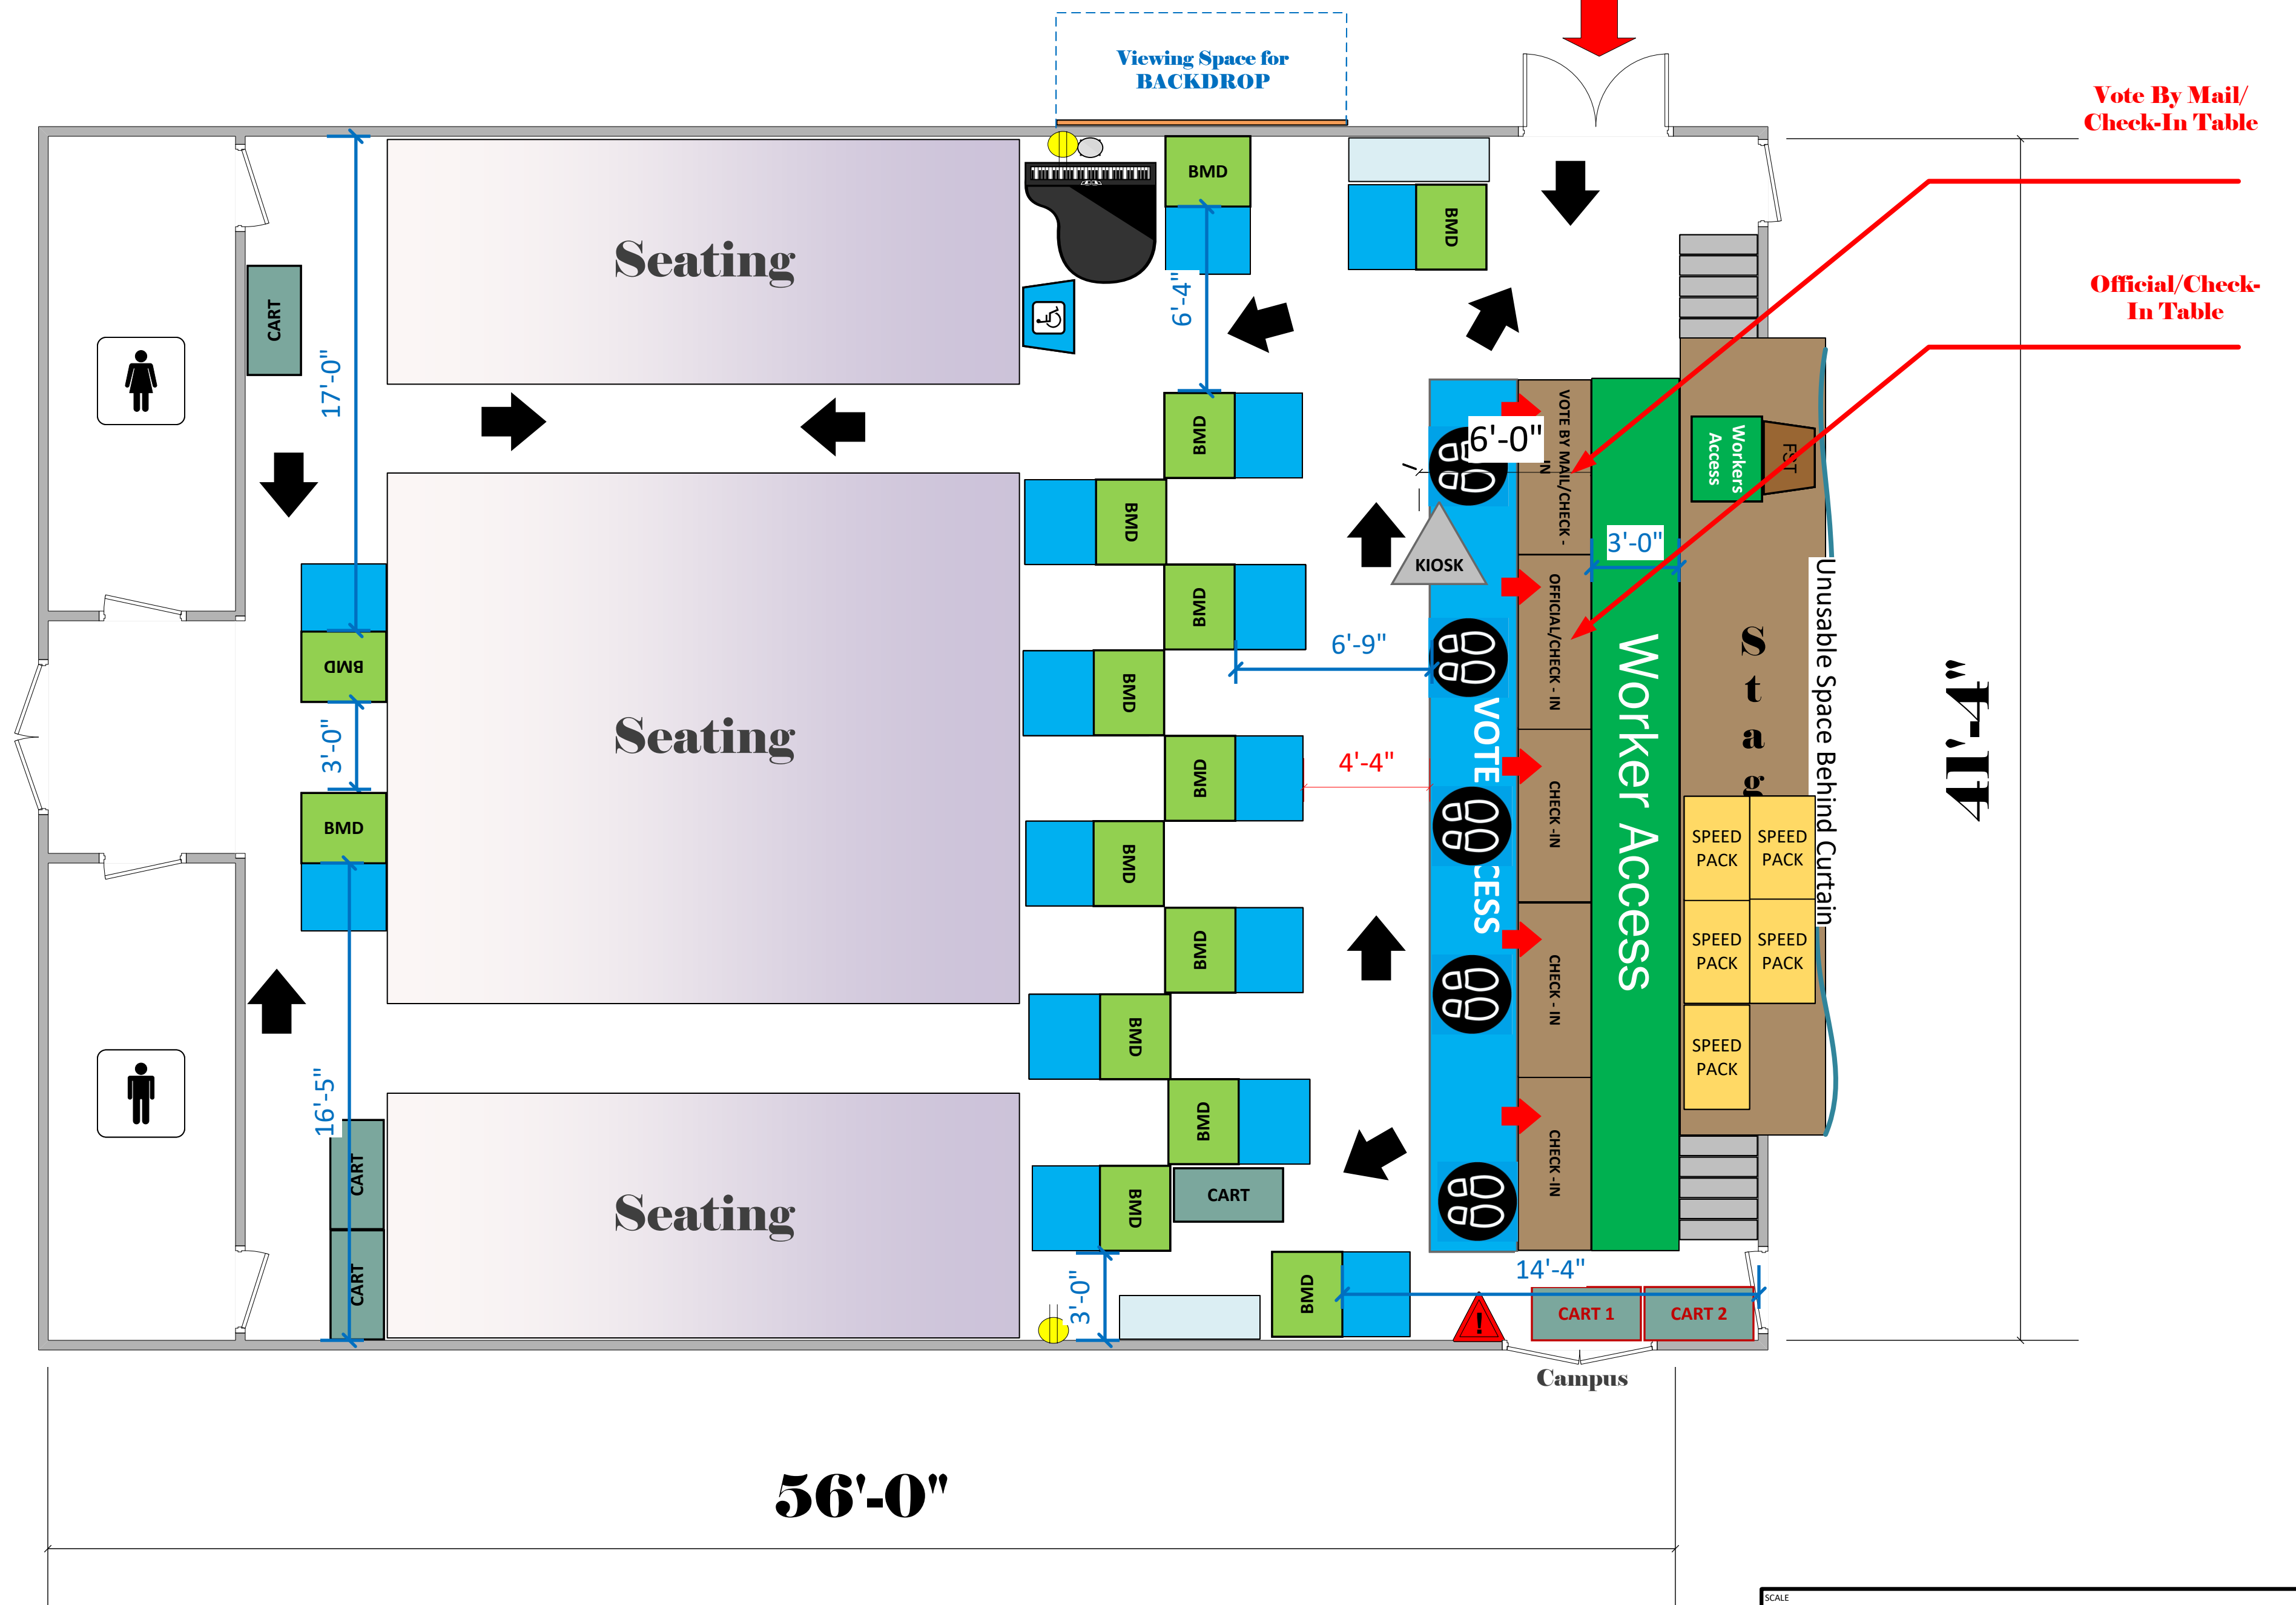 Viewing Space for
BACKDROP
Vote By Mail/
Check-In Table
Official/Check-
In Table
BMD
BMD
Seating
CART
17'-0"
6'-4"
BMD
BMD
BMD
BMD
BMD
BMD
BMD
BMD
BMD
BMD
BMD
BMD
BMD
3'-0"
Seating
6'-0"
KIOSK
6'-9"
4'-4"
VOTE
CESS
VOTE BY MAIL/CHECK -
IN
OFFICIAL/CHECK - IN
CHECK -IN
CHECK - IN
CHECK -IN
3'-0"
Worker Access
Workers
Access
FST
S
t
a
g
Unusable Space Behind Curtain
SPEED
PACK
SPEED
PACK
SPEED
PACK
SPEED
PACK
SPEED
PACK
41'-4"
16'-5"
CART
CART
Seating
CART
3'-0"
BMD
14'-4"
!
CART 1
CART 2
Campus
56'-0"
SCALE